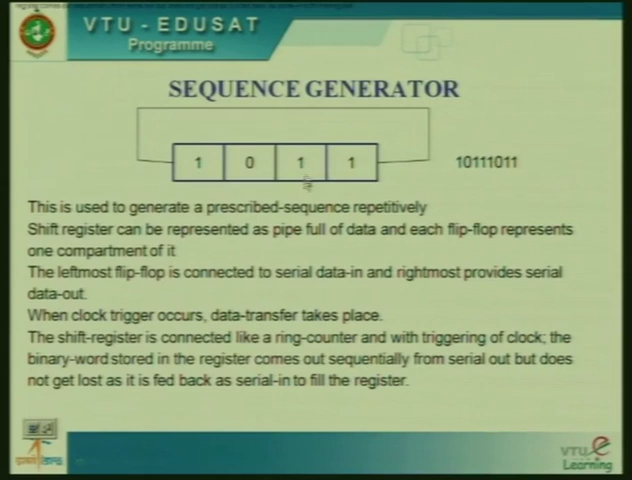 VTU - EDUSAT
Programme
SEQUENCE GENERATOR
1 0 1 1 10111011
This is used to generate a prescribed-sequence repetitively
Shift register can be represented as pipe full of data and each flip-flop represents
one compartment of it
The leftmost flip-flop is connected to serial data-in and rightmost provides serial
data-out.
When clock trigger occurs, data-transfer takes place.
The shift-register is connected like a ring-counter and with triggering of clock; the
binary-word stored in the register comes out sequentially from serial out but does
not get lost as it is fed back as serial-in to fill the register.
VTU e
Learning